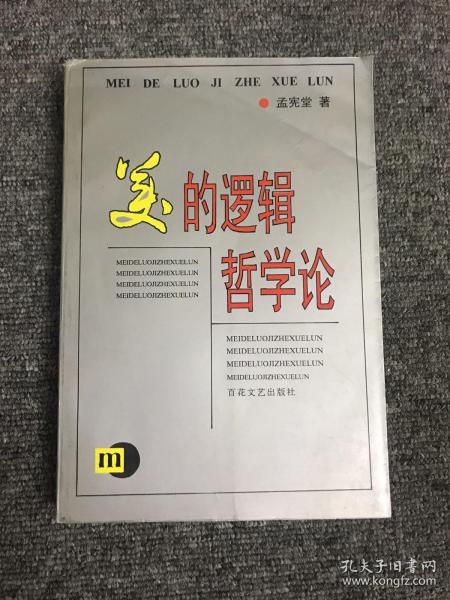 MEI DE LUO JI ZHE XUE LUN
孟宪堂 著
美的逻辑
哲学论
MEIDELUOJIZHEXUELUN
MEIDELUOJIZHEXUELUN
MEIDELUOJIZHEXUELUN
MEIDELUOJIZHEXUELUN
MEIDELUOJIZHEXUELUN
MEIDELUOJIZHEXUELUN
MEIDELUOJIZHEXUELUN
MEIDELUOJIZHEXUELUN
百花文艺出版社
m
孔夫子旧书网
www.kongfz.com